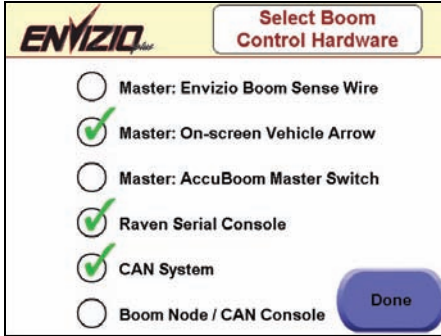 ENVIZIO plus
Select Boom
Control Hardware
Master: Envizio Boom Sense Wire
Master: On-screen Vehicle Arrow
Master: AccuBoom Master Switch
Raven Serial Console
CAN System
Boom Node / CAN Console
Done